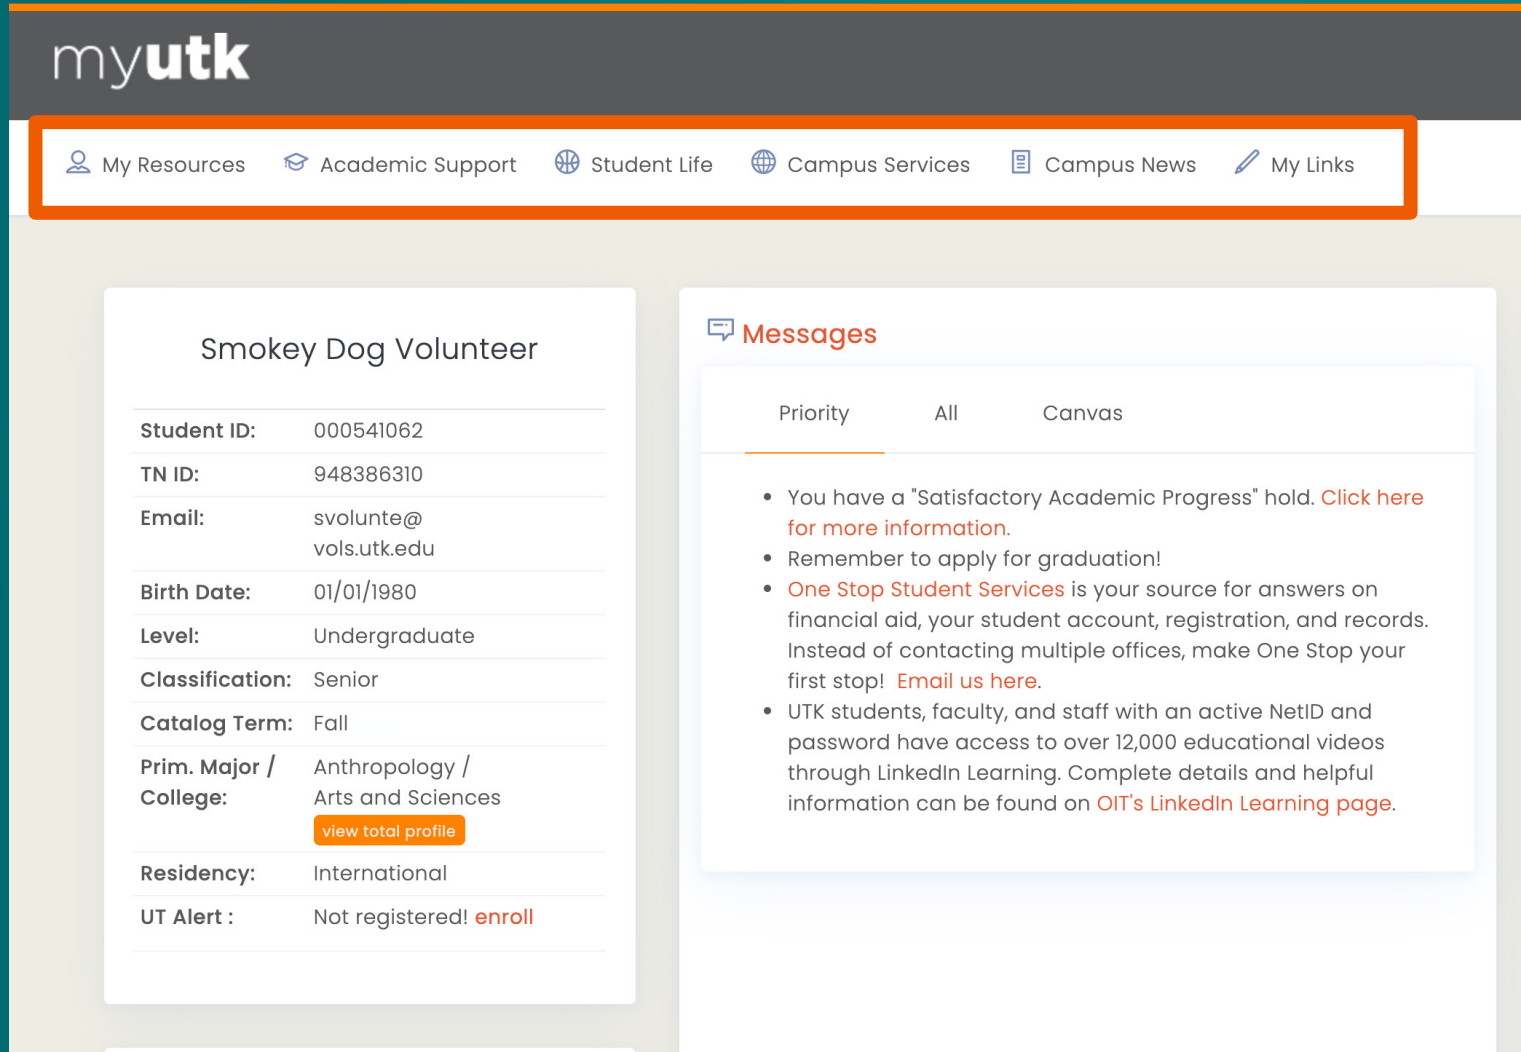 myutk
My Resources Academic Support Student Life Campus Services Campus News My Links
Smokey Dog Volunteer
Student ID: 000541062
TN ID: 948386310
Email: svolunte@
vols.utk.edu
Birth Date: 01/01/1980
Level: Undergraduate
Classification: Senior
Catalog Term: Fall
Prim. Major / Anthropology /
College: Arts and Sciences
view total profile
Residency: International
UT Alert : Not registered! enroll
Messages
Priority All Canvas
• You have a "Satisfactory Academic Progress" hold. Click here
for more information.
• Remember to apply for graduation!
• One Stop Student Services is your source for answers on
financial aid, your student account, registration, and records.
Instead of contacting multiple offices, make One Stop your
first stop! Email us here.
• UTK students, faculty, and staff with an active NetID and
password have access to over 12,000 educational videos
through LinkedIn Learning. Complete details and helpful
information can be found on OIT's LinkedIn Learning page.